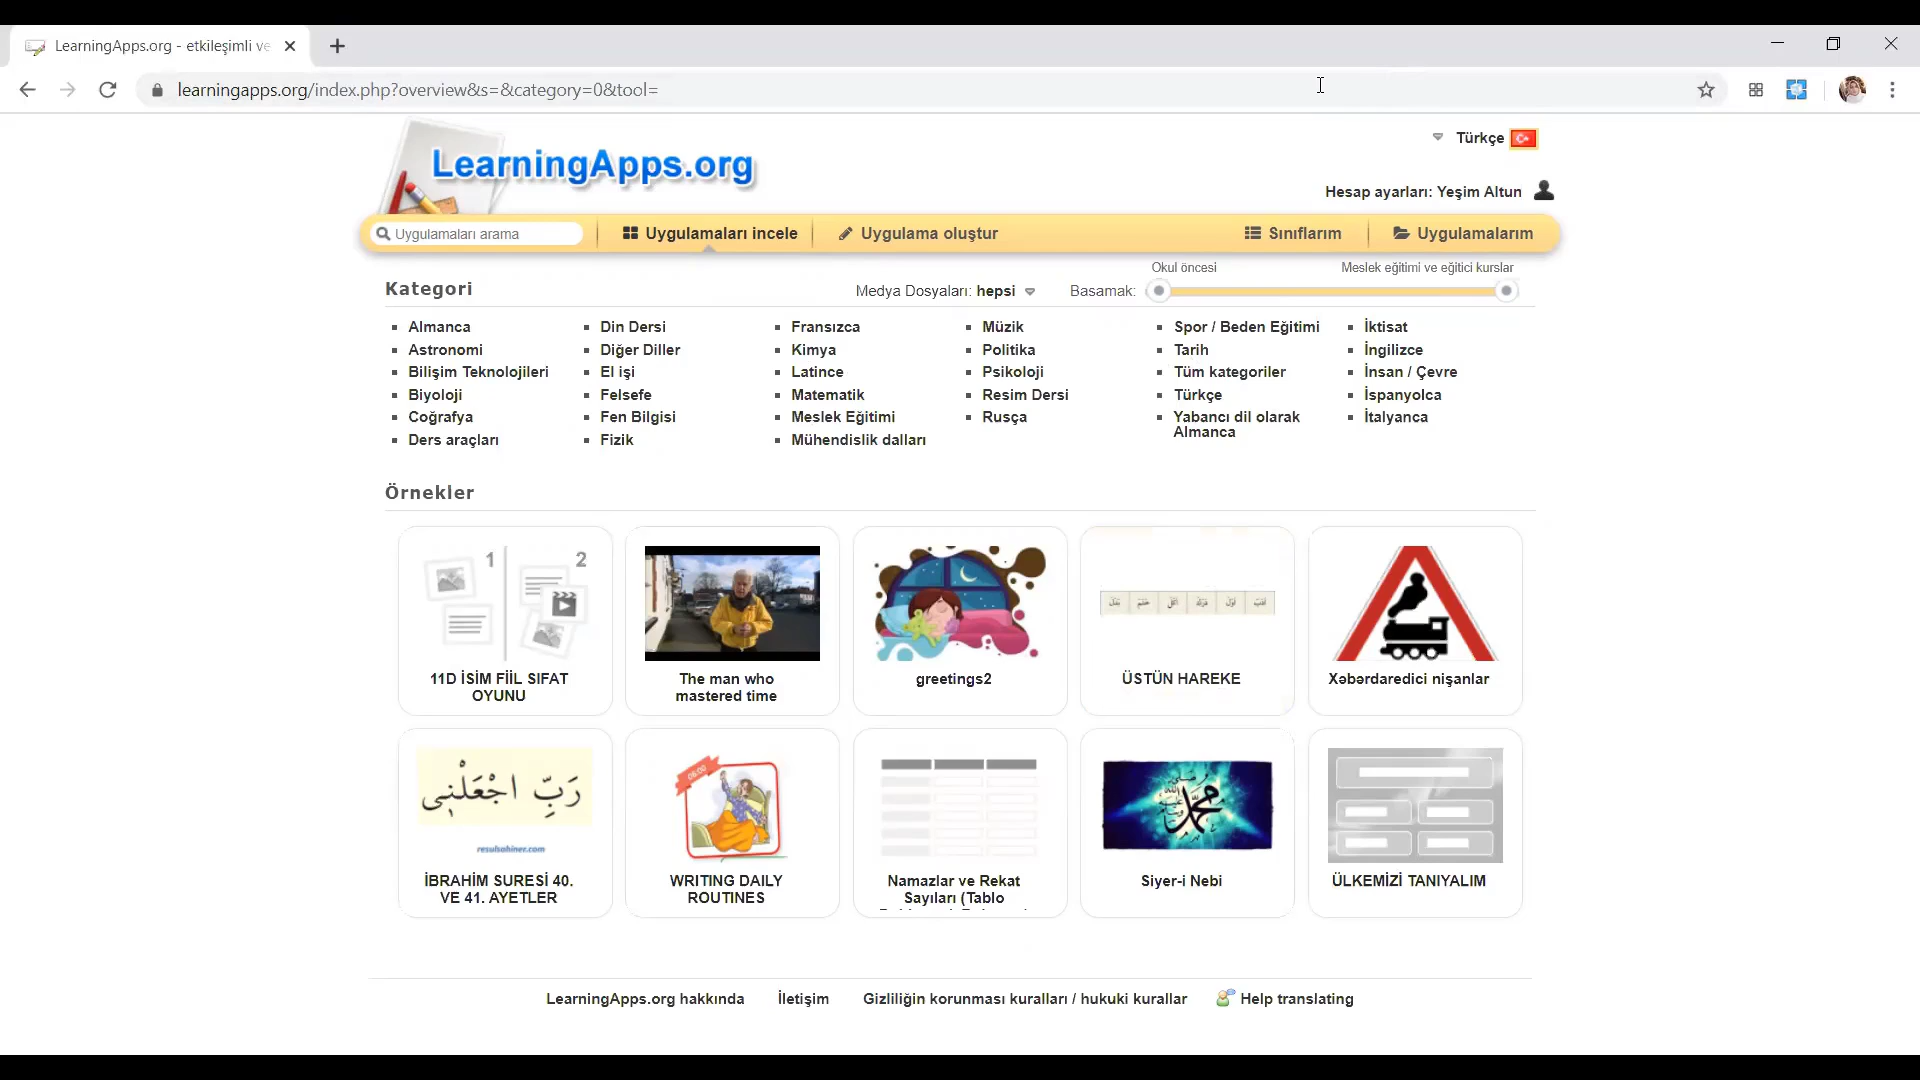 LearningApps.org - etkileşimli ve
learningapps.org/index.php?overview&s=&category=0&tool=
LearningApps.org
Türkçe
Hesap ayarları: Yeşim Altun
Uygulamaları arama
Uygulamaları incele
Uygulama oluştur
Sınıflarım
Uygulamalarım
Kategori
Medya Dosyaları: hepsi
Basamak:
Okul öncesi
Meslek eğitimi ve eğitici kurslar
Almanca
Astronomi
Bilişim Teknolojileri
Biyoloji
Coğrafya
Ders araçları
Din Dersi
Diğer Diller
El işi
Felsefe
Fen Bilgisi
Fizik
Fransızca
Kimya
Latince
Matematik
Meslek Eğitimi
Mühendislik dalları
Müzik
Politika
Psikoloji
Resim Dersi
Rusça
Spor / Beden Eğitimi
Tarih
Tüm kategoriler
Türkçe
Yabancı dil olarak
Almanca
İktisat
İngilizce
İnsan / Çevre
İspanyolca
İtalyanca
Örnekler
1
2
11D İSİM FİİL SIFAT
OYUNU
The man who
mastered time
greetings2
ÜSTÜN HAREKE
Xəbərdaredici nişanlar
رَبِّ اجْعَلْنٖي
resulsahiner.com
İBRAHİM SURESİ 40.
VE 41. AYETLER
06:00
WRITING DAILY
ROUTINES
Namazlar ve Rekat
Sayıları (Tablo
محمد
Siyer-i Nebi
ÜLKEMİZİ TANIYALIM
LearningApps.org hakkında
İletişim
Gizliliğin korunması kuralları / hukuki kurallar
Help translating